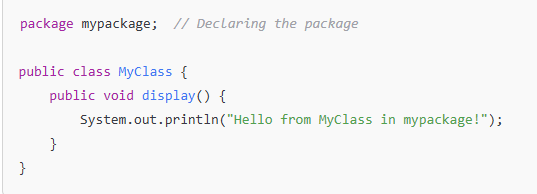 package mypackage;  // Declaring the package
public class MyClass {
    public void display() {
        System.out.println("Hello from MyClass in mypackage!");
    }
}